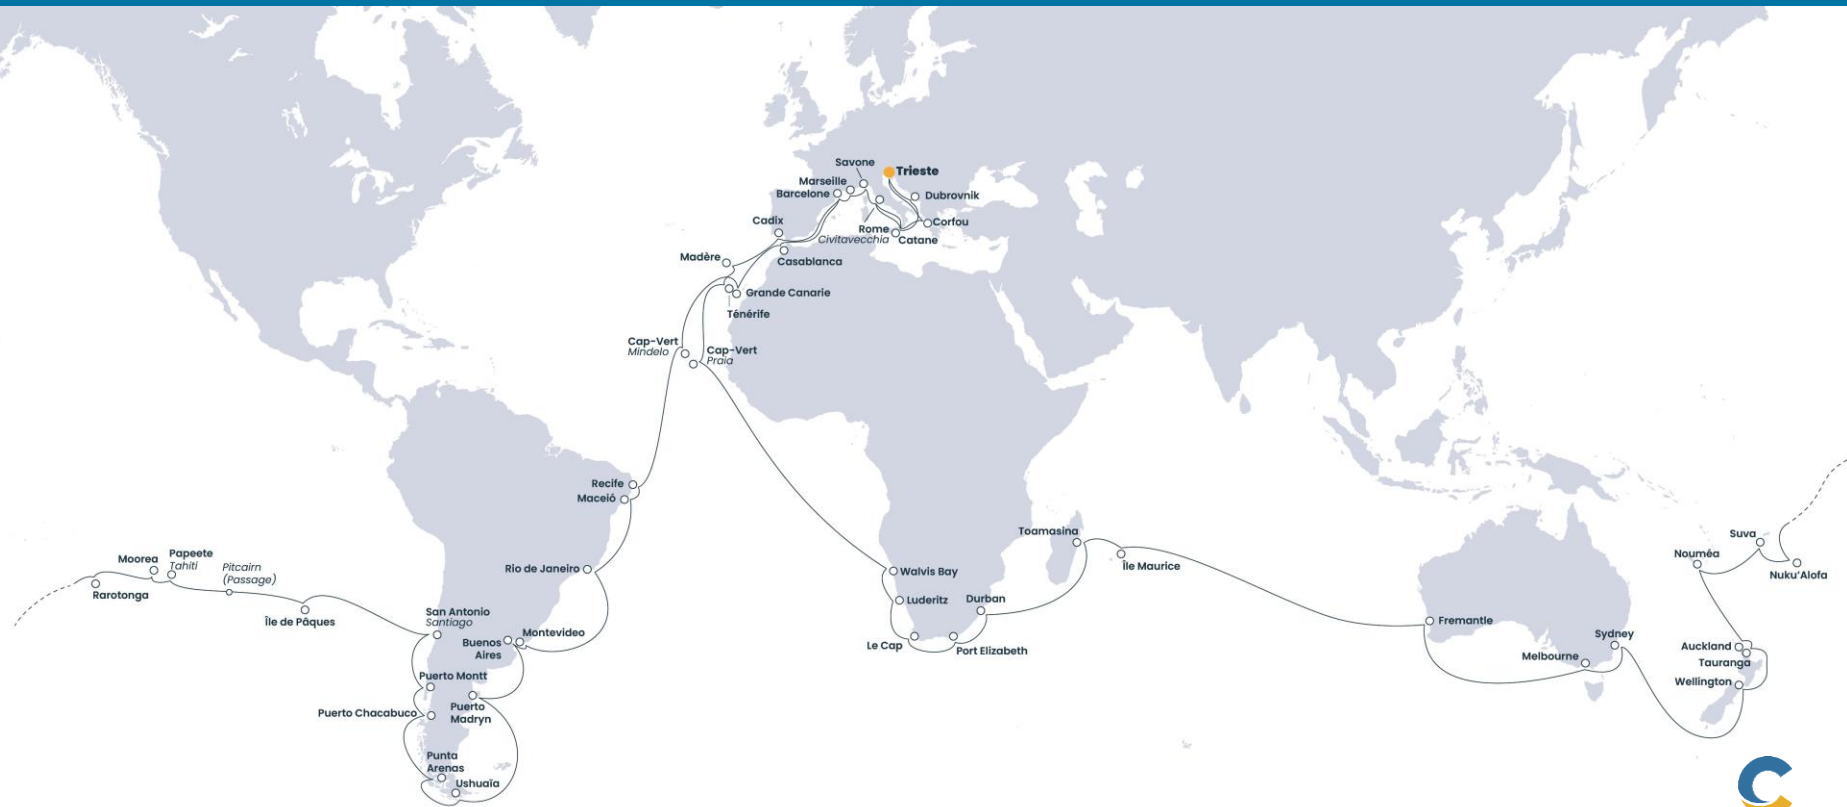 Savone
Trieste
Marseille
Barcelone
Dubrovnik
Cadix
Corfou
Rome
Civitavecchia
Catane
Madère
Casablanca
Grande Canarie
Ténérife
Cap-Vert
Mindelo
Cap-Vert
Praia
Recife
Maceió
Rio de Janeiro
Moorea
Papeete
Tahiti
Pitcairn
(Passage)
Rarotonga
Île de Pâques
San Antonio
Santiago
Buenos
Aires
Montevideo
Puerto Montt
Puerto Chacabuco
Puerto
Madryn
Punta
Arenas
Ushuaïa
Walvis Bay
Luderitz
Durban
Le Cap
Port Elizabeth
Toamasina
Île Maurice
Fremantle
Sydney
Melbourne
Suva
Nouméa
Nuku'Alofa
Auckland
Tauranga
Wellington